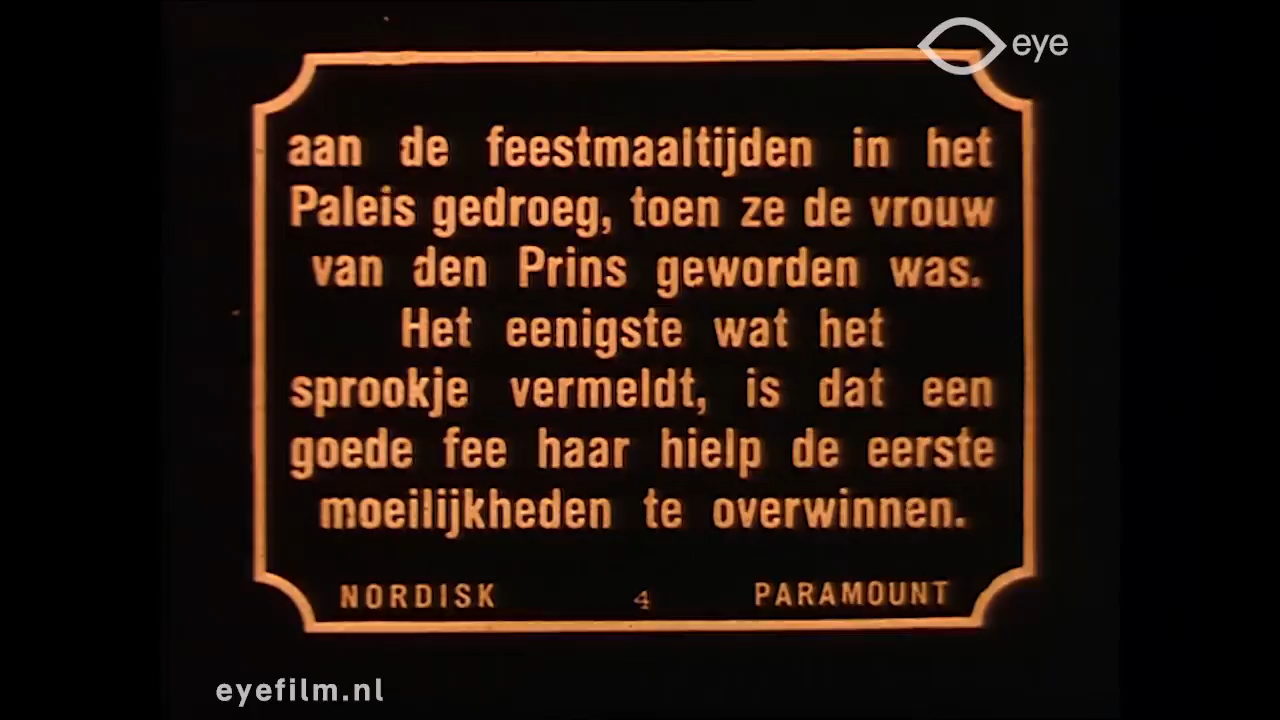 eye
aan de feestmaaltijden in het
Paleis gedroeg, toen ze de vrouw
van den Prins geworden was.
Het eenigste wat het
sprookje vermeldt, is dat een
goede fee haar hielp de eerste
moeilijkheden te overwinnen.
NORDISK 4 PARAMOUNT
eyefilm.nl